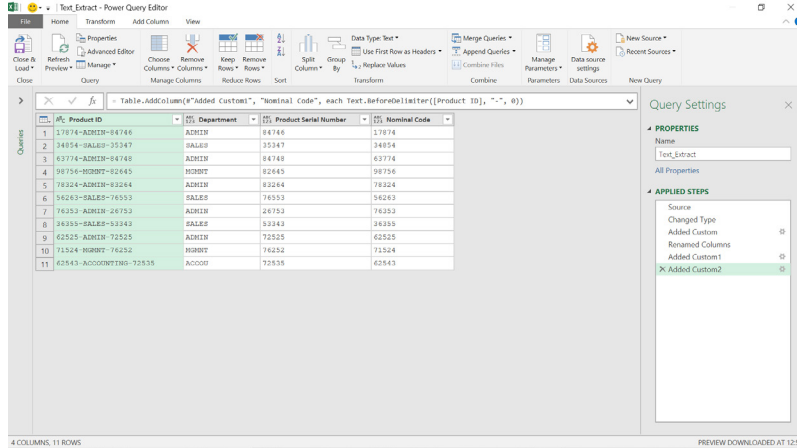 Text_Extract - Power Query Editor
File Home Transform Add Column View
Close & Load
Refresh Preview
Properties
Advanced Editor
Manage
Choose Columns
Remove Columns
Keep Rows
Remove Rows
Split Column
Group By
Data Type: Text
Use First Row as Headers
Replace Values
Merge Queries
Append Queries
Combine Files
Manage Parameters
Data source settings
New Source
Recent Sources
Close Query Manage Columns Reduce Rows Sort Transform Combine Parameters Data Sources New Query
fx = Table.AddColumn(#"Added Custom1", "Nominal Code", each Text.BeforeDelimiter([Product ID], "-", 0))
Queries
Product ID Department Product Serial Number Nominal Code
1 17874-ADMIN-84746 ADMIN 84746 17874
2 34854-SALES-35347 SALES 35347 34854
3 63774-ADMIN-84748 ADMIN 84748 63774
4 98756-MGMNT-82645 MGMNT 82645 98756
5 78324-ADMIN-83264 ADMIN 83264 78324
6 56263-SALES-76553 SALES 76553 56263
7 76353-ADMIN-26753 ADMIN 26753 76353
8 36355-SALES-53343 SALES 53343 36355
9 62525-ADMIN-72525 ADMIN 72525 62525
10 71524-MGMNT-76252 MGMNT 76252 71524
11 62543-ACCOUNTING-72535 ACCOU 72535 62543
Query Settings
PROPERTIES
Name
Text_Extract
All Properties
APPLIED STEPS
Source
Changed Type
Added Custom
Renamed Columns
Added Custom1
Added Custom2
4 COLUMNS, 11 ROWS
PREVIEW DOWNLOADED AT 12:5